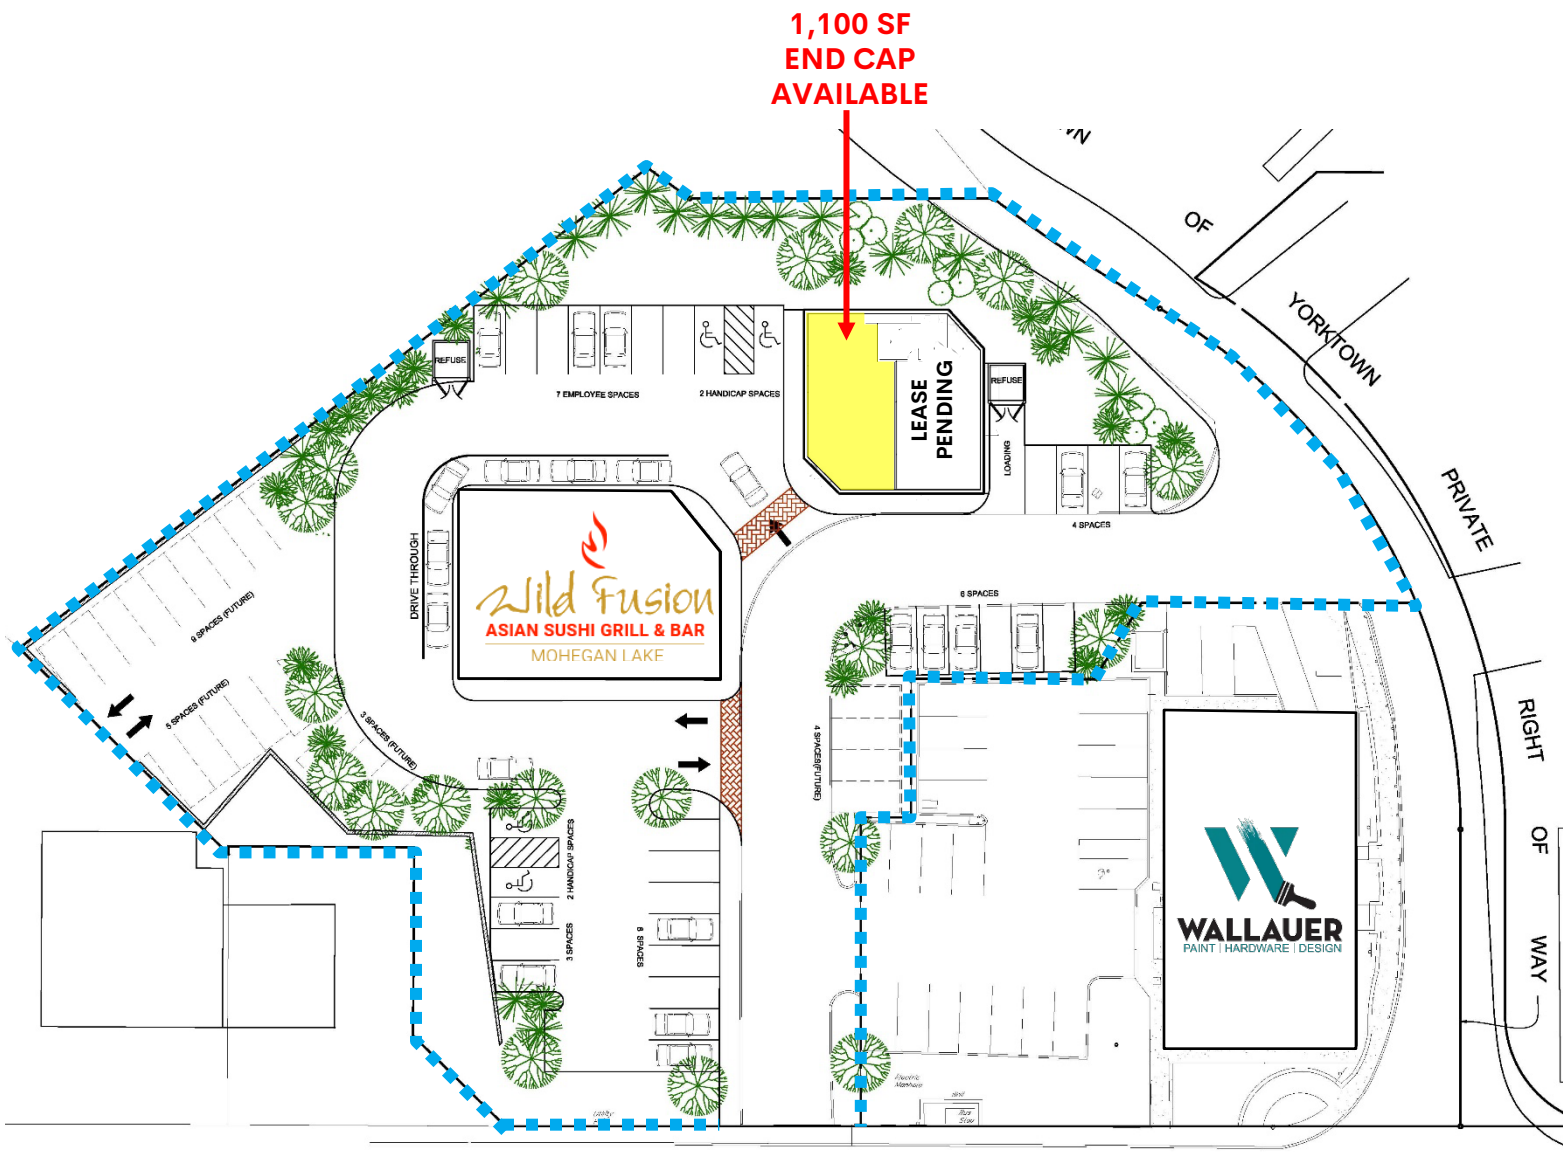 1,100 SF
END CAP
AVAILABLE
OF
YORKTOWN
PRIVATE
RIGHT
OF
WAY
REFUSE
7 EMPLOYEE SPACES
2 HANDICAP SPACES
LEASE
PENDING
REFUSE
LOADING
4 SPACES
DRIVE THROUGH
Wild Fusion
ASIAN SUSHI GRILL & BAR
MOHEGAN LAKE
6 SPACES
9 SPACES (FUTURE)
5 SPACES (FUTURE)
3 SPACES (FUTURE)
4 SPACES(FUTURE)
2 HANDICAP SPACES
3 SPACES
3"
W
WALLAUER
PAINT | HARDWARE | DESIGN
Electric
Manhole
SPACES